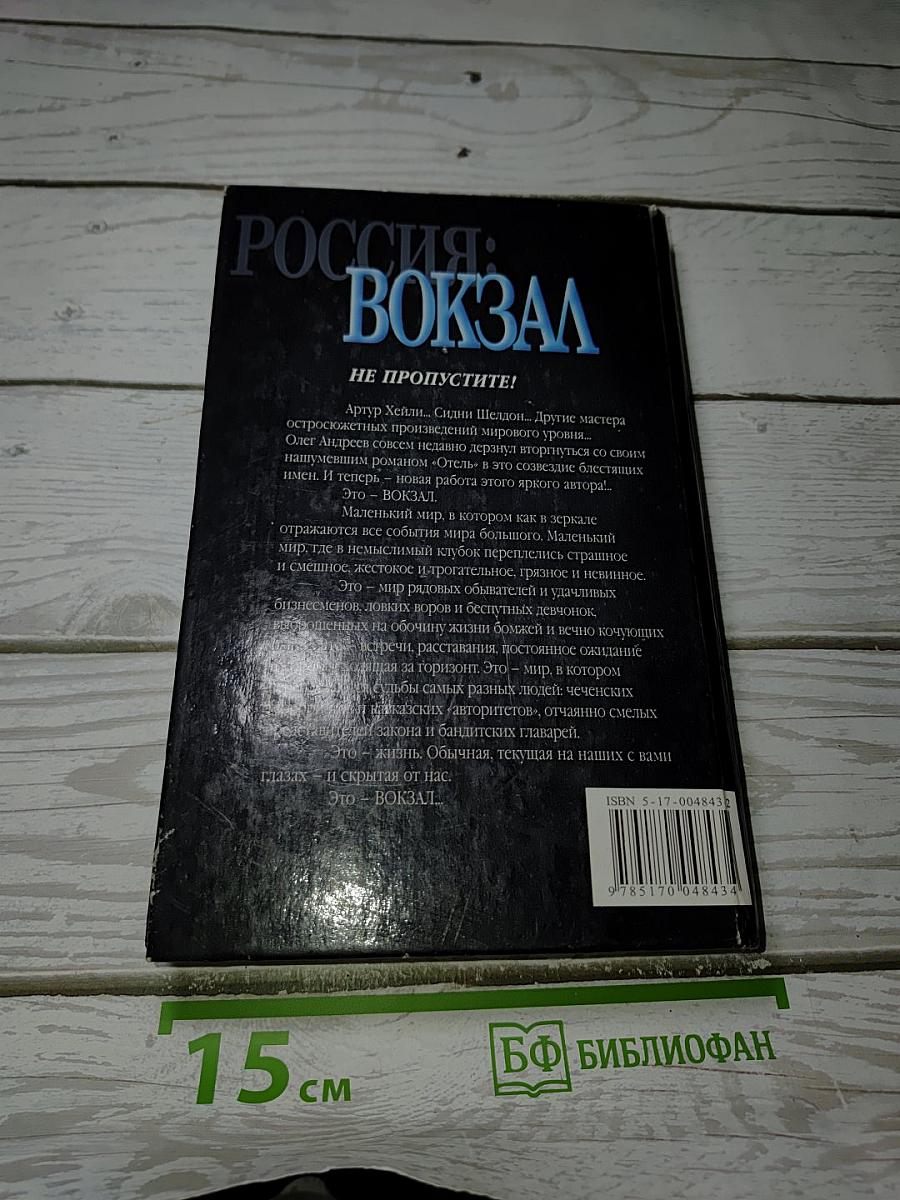 РОССИЯ:
ВОКЗАЛ
НЕ ПРОПУСТИТЕ!
Артур Хейли... Сидни Шелдон... Другие мастера
остросюжетных произведений мирового уровня...
Олег Андреев совсем недавно дерзнул вторгнуться со своим
нашумевшим романом «Отель» в это созвездие блестящих
имен. И теперь – новая работа этого яркого автора!..
Это – ВОКЗАЛ.
Маленький мир, в котором как в зеркале
отражаются все события мира большого. Маленький
мир, где в немыслимый клубок переплелись страшное
и смешное, жестокое и трогательное, грязное и невинное.
Это – мир рядовых обывателей и удачливых
бизнесменов, ловких воров и беспутных девчонок,
выброшенных на обочину жизни бомжей и вечно кочующих
встречи, расставания, постоянное ожидание
за горизонт. Это – мир, в котором
судьбы самых разных людей: чеченских
и кавказских «авторитетов», отчаянно смелых
представителей закона и бандитских главарей.
Это – жизнь. Обычная, текущая на наших с вами
глазах – и скрытая от нас.
Это – ВОКЗАЛ...
ISBN 5-17-004843-2
9 785170 048434
15 см
БФ БИБЛИОФАН